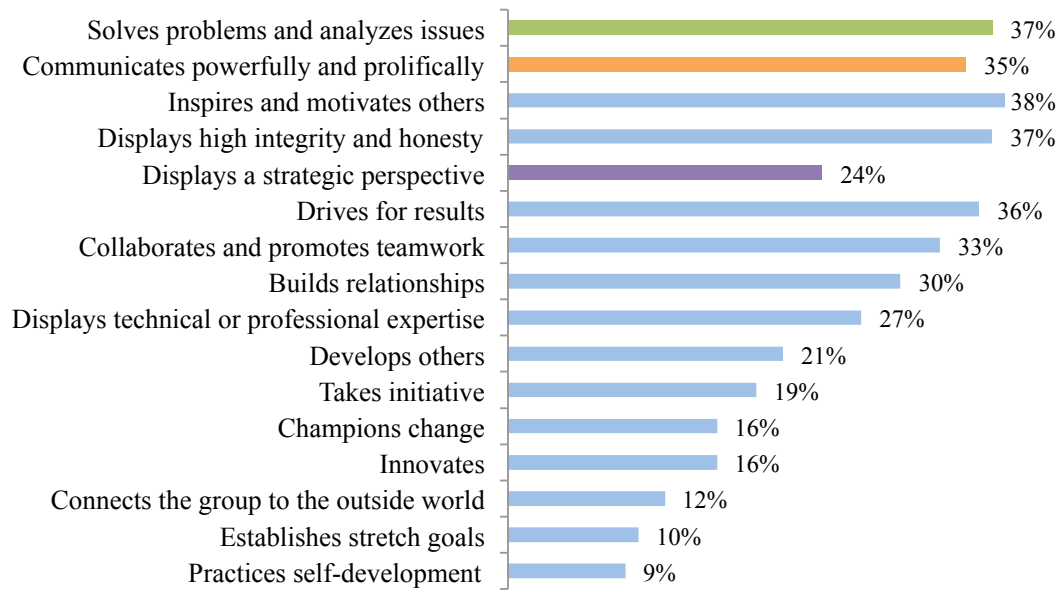 Solves problems and analyzes issues 37%
Communicates powerfully and prolifically 35%
Inspires and motivates others 38%
Displays high integrity and honesty 37%
Displays a strategic perspective 24%
Drives for results 36%
Collaborates and promotes teamwork 33%
Builds relationships 30%
Displays technical or professional expertise 27%
Develops others 21%
Takes initiative 19%
Champions change 16%
Innovates 16%
Connects the group to the outside world 12%
Establishes stretch goals 10%
Practices self-development 9%